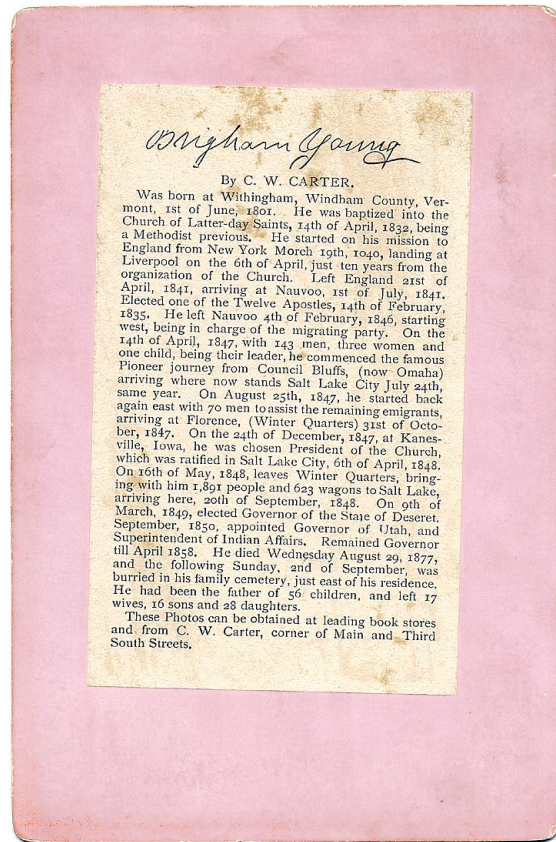 Brigham Young
By C. W. CARTER.
Was born at Withingham, Windham County, Ver-
mont, 1st of June, 1801. He was baptized into the
Church of Latter-day Saints, 14th of April, 1832, being
a Methodist previous. He started on his mission to
England from New York Morch 19th, 1040, landing at
Liverpool on the 6th of April, just ten years from the
organization of the Church. Left England 21st of
April, 1841, arriving at Nauvoo, 1st of July, 1841.
Elected one of the Twelve Apostles, 14th of February,
1835. He left Nauvoo 4th of February, 1846, starting
west, being in charge of the migrating party. On the
14th of April, 1847, with 143 men, three women and
one child, being their leader, he commenced the famous
Pioneer journey from Council Bluffs, (now Omaha)
arriving where now stands Salt Lake City July 24th,
same year. On August 25th, 1847, he started back
again east with 70 men to assist the remaining emigrants,
arriving at Florence, (Winter Quarters) 31st of Octo-
ber, 1847. On the 24th of December, 1847, at Kanes-
ville, Iowa, he was chosen President of the Church,
which was ratified in Salt Lake City, 6th of April, 1848.
On 16th of May, 1848, leaves Winter Quarters, bring-
ing with him 1,891 people and 623 wagons to Salt Lake,
arriving here, 20th of September, 1848. On 9th of
March, 1849, elected Governor of the State of Deseret.
September, 1850, appointed Governor of Utah, and
Superintendent of Indian Affairs. Remained Governor
till April 1858. He died Wednesday August 29, 1877,
and the following Sunday, 2nd of September, was
burried in his family cemetery, just east of his residence.
He had been the father of 56 children, and left 17
wives, 16 sons and 28 daughters.
These Photos can be obtained at leading book stores
and from C. W. Carter, corner of Main and Third
South Streets.